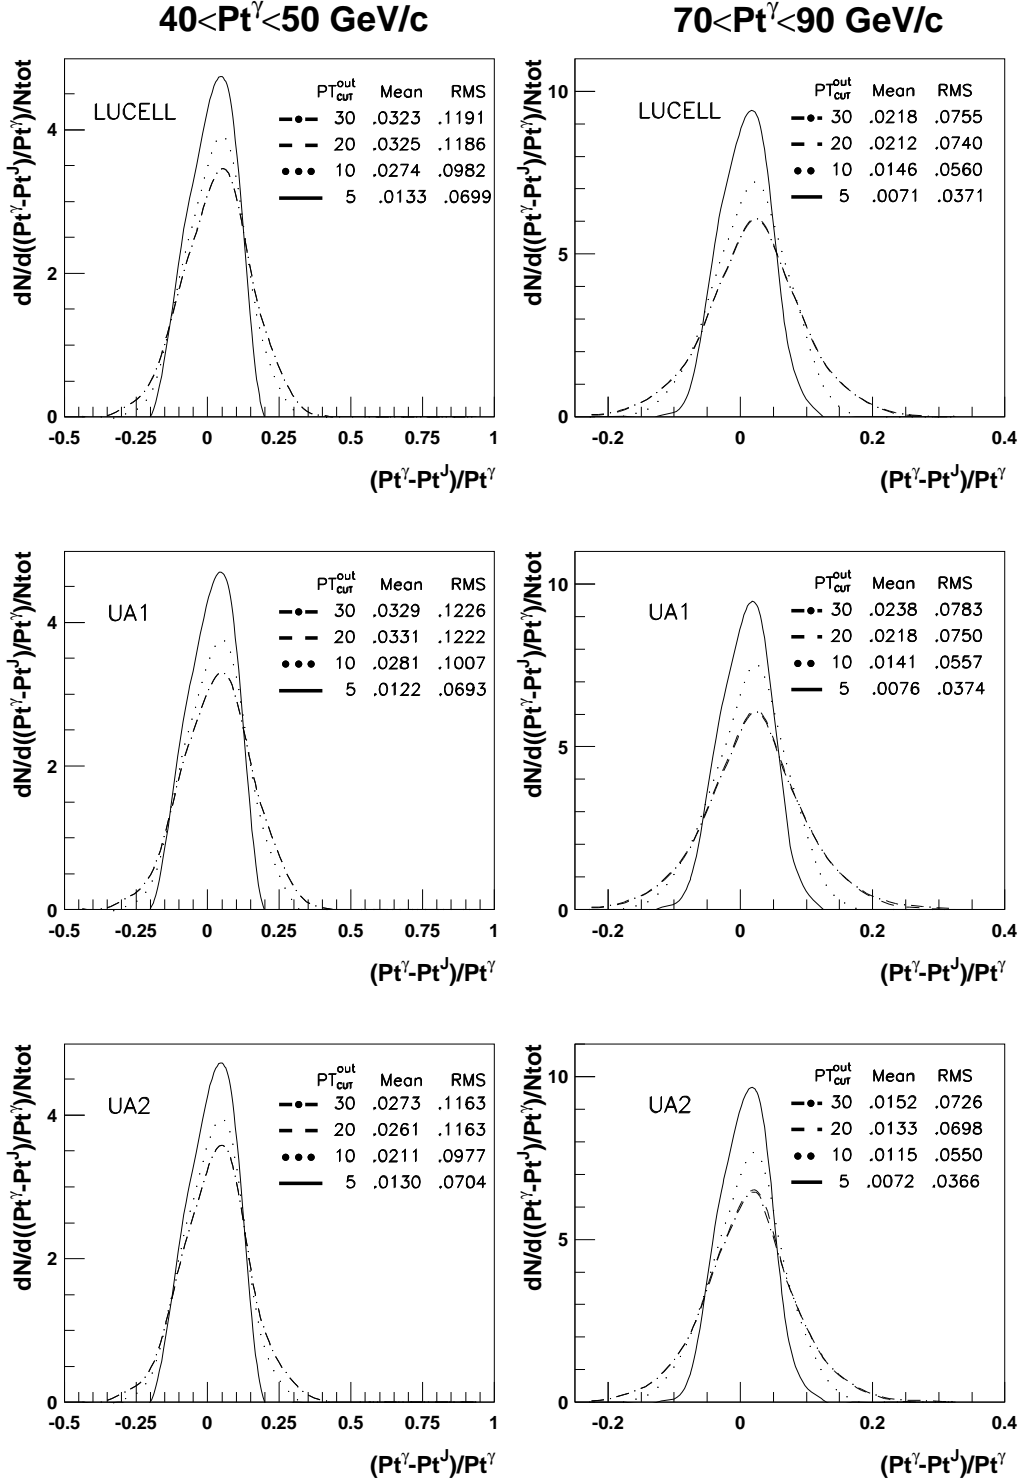 40<Pt^γ<50 GeV/c
70<Pt^γ<90 GeV/c
dN/d((Pt^γ-Pt^J)/Pt^γ)/Ntot
LUCELL
PT^out_CUT Mean RMS
30 .0323 .1191
20 .0325 .1186
10 .0274 .0982
5 .0133 .0699
4
2
0
-0.5 -0.25 0 0.25 0.5 0.75 1
(Pt^γ-Pt^J)/Pt^γ
dN/d((Pt^γ-Pt^J)/Pt^γ)/Ntot
LUCELL
PT^out_CUT Mean RMS
30 .0218 .0755
20 .0212 .0740
10 .0146 .0560
5 .0071 .0371
10
5
0
-0.2 0 0.2 0.4
(Pt^γ-Pt^J)/Pt^γ
dN/d((Pt^γ-Pt^J)/Pt^γ)/Ntot
UA1
PT^out_CUT Mean RMS
30 .0329 .1226
20 .0331 .1222
10 .0281 .1007
5 .0122 .0693
4
2
0
-0.5 -0.25 0 0.25 0.5 0.75 1
(Pt^γ-Pt^J)/Pt^γ
dN/d((Pt^γ-Pt^J)/Pt^γ)/Ntot
UA1
PT^out_CUT Mean RMS
30 .0238 .0783
20 .0218 .0750
10 .0141 .0557
5 .0076 .0374
10
5
0
-0.2 0 0.2 0.4
(Pt^γ-Pt^J)/Pt^γ
dN/d((Pt^γ-Pt^J)/Pt^γ)/Ntot
UA2
PT^out_CUT Mean RMS
30 .0273 .1163
20 .0261 .1163
10 .0211 .0977
5 .0130 .0704
4
2
0
-0.5 -0.25 0 0.25 0.5 0.75 1
(Pt^γ-Pt^J)/Pt^γ
dN/d((Pt^γ-Pt^J)/Pt^γ)/Ntot
UA2
PT^out_CUT Mean RMS
30 .0152 .0726
20 .0133 .0698
10 .0115 .0550
5 .0072 .0366
10
5
0
-0.2 0 0.2 0.4
(Pt^γ-Pt^J)/Pt^γ